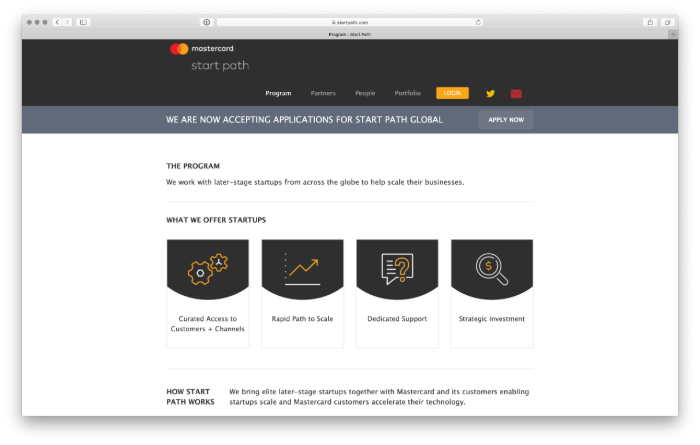 startpath.com
Program | Start Path
mastercard
start path
Program
Partners
People
Portfolio
LOGIN
WE ARE NOW ACCEPTING APPLICATIONS FOR START PATH GLOBAL
APPLY NOW
THE PROGRAM
We work with later-stage startups from across the globe to help scale their businesses.
WHAT WE OFFER STARTUPS
Curated Access to
Customers + Channels
Rapid Path to Scale
Dedicated Support
Strategic Investment
HOW START
PATH WORKS
We bring elite later-stage startups together with Mastercard and its customers enabling
startups scale and Mastercard customers accelerate their technology.